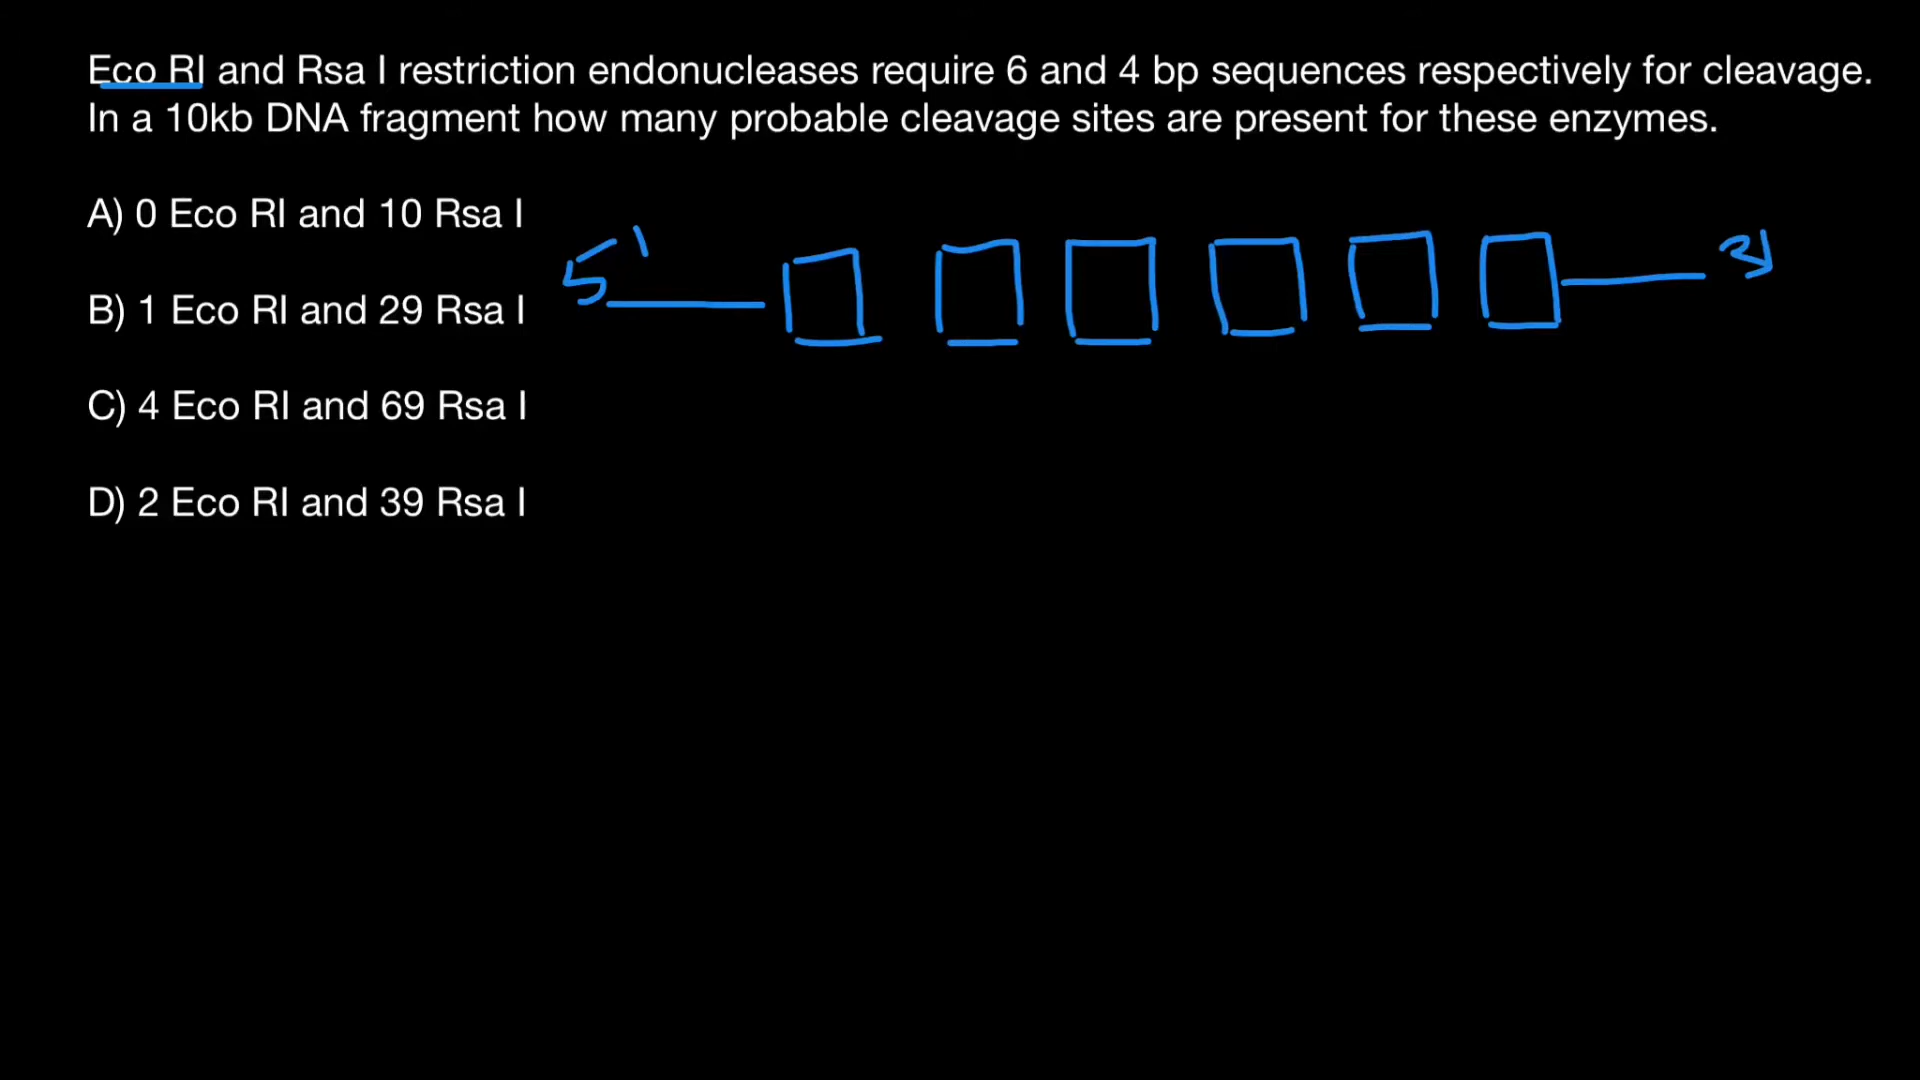 Eco RI and Rsa I restriction endonucleases require 6 and 4 bp sequences respectively for cleavage.
In a 10kb DNA fragment how many probable cleavage sites are present for these enzymes.
A) 0 Eco RI and 10 Rsa I
B) 1 Eco RI and 29 Rsa I
C) 4 Eco RI and 69 Rsa I
D) 2 Eco RI and 39 Rsa I
5' 3'